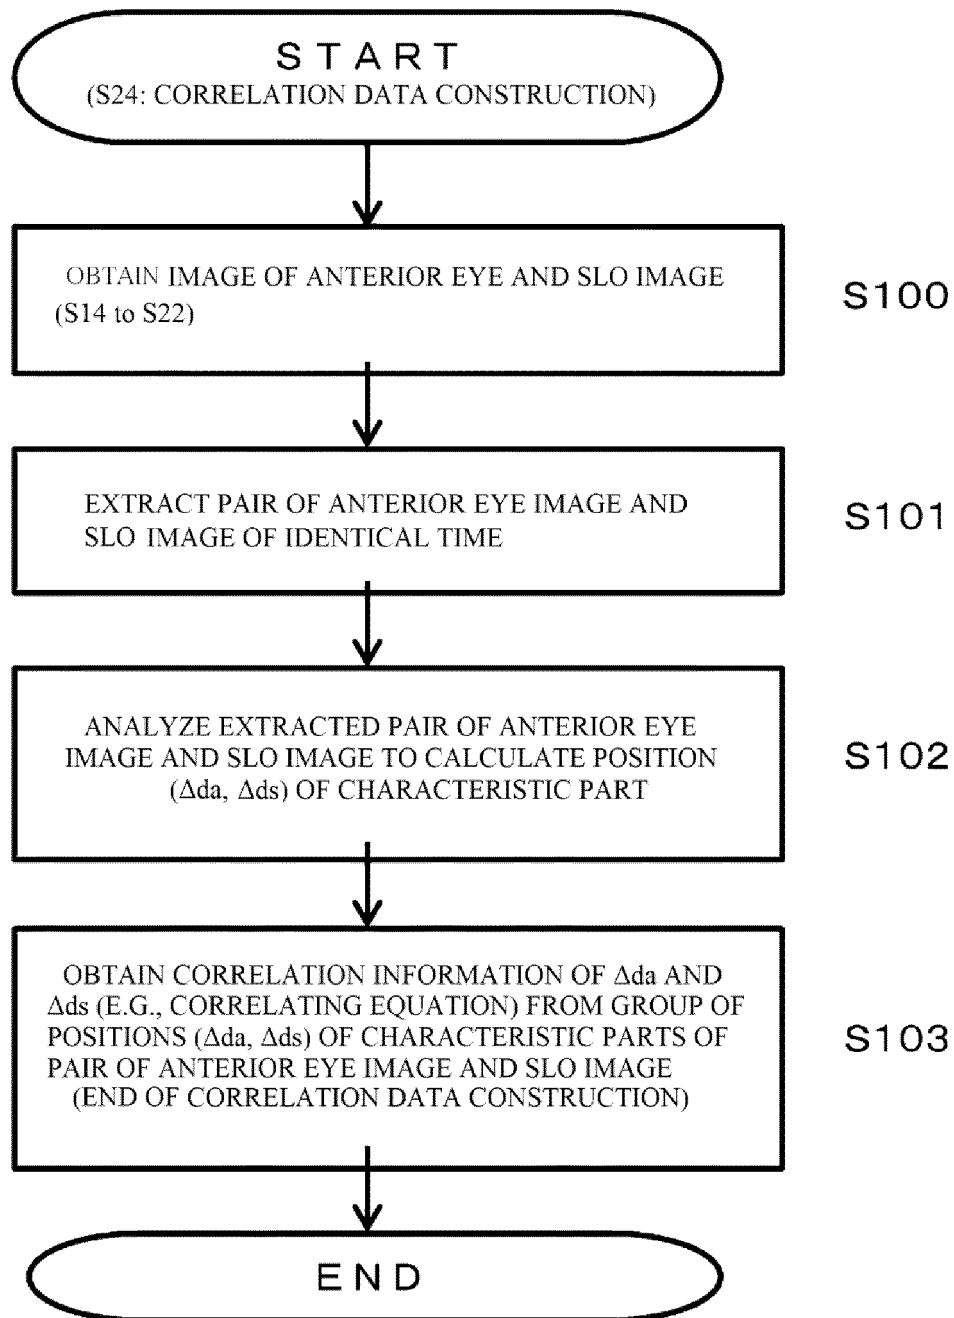 START
(S24: CORRELATION DATA CONSTRUCTION)
OBTAIN IMAGE OF ANTERIOR EYE AND SLO IMAGE
(S14 to S22)
S100
EXTRACT PAIR OF ANTERIOR EYE IMAGE AND
SLO IMAGE OF IDENTICAL TIME
S101
ANALYZE EXTRACTED PAIR OF ANTERIOR EYE
IMAGE AND SLO IMAGE TO CALCULATE POSITION
(Δda, Δds) OF CHARACTERISTIC PART
S102
OBTAIN CORRELATION INFORMATION OF Δda AND
Δds (E.G., CORRELATING EQUATION) FROM GROUP OF
POSITIONS (Δda, Δds) OF CHARACTERISTIC PARTS OF
PAIR OF ANTERIOR EYE IMAGE AND SLO IMAGE
(END OF CORRELATION DATA CONSTRUCTION)
S103
END